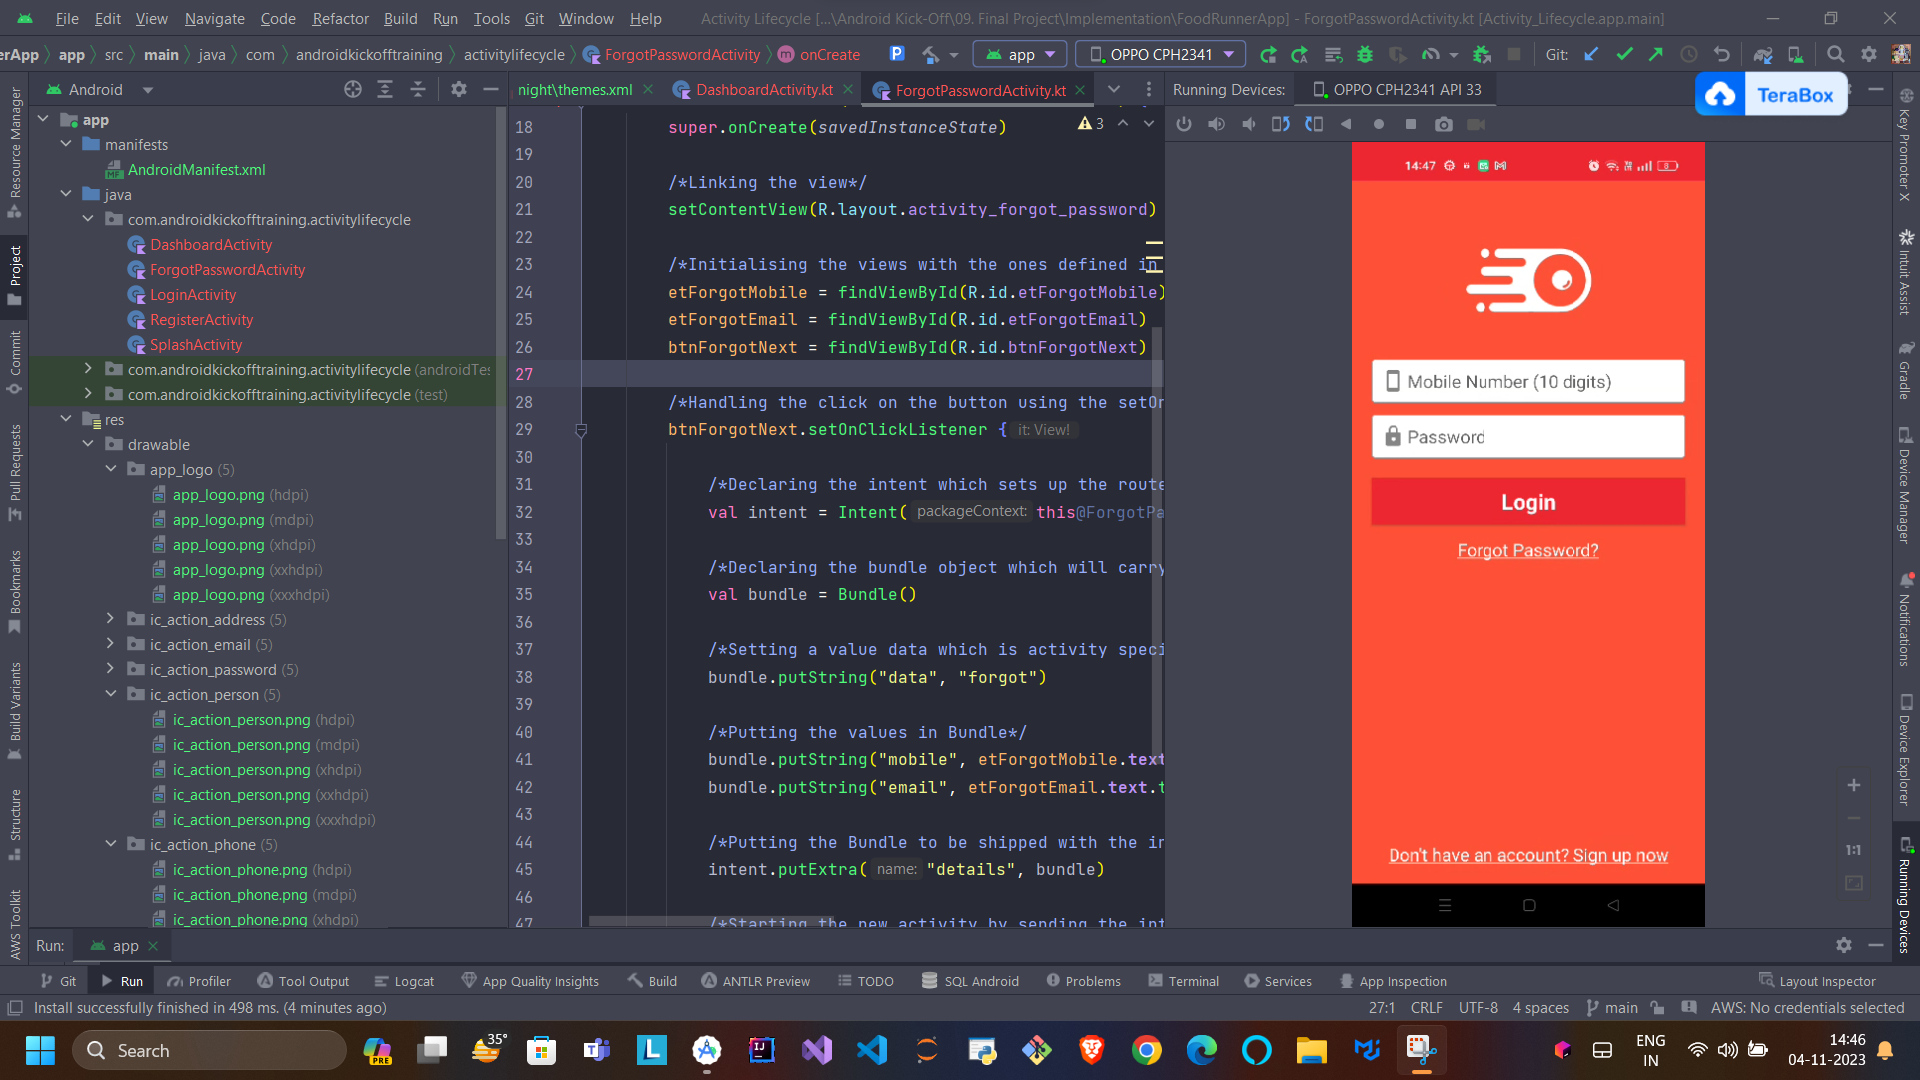 File Edit View Navigate Code Refactor Build Run Tools Git Window Help Activity Lifecycle [...\Android Kick-Off\09. Final Project\Implementation\FoodRunnerApp] - ForgotPasswordActivity.kt [Activity_Lifecycle.app.main]
erApp app src main java com androidkickofftraining activitylifecycle ForgotPasswordActivity onCreate app OPPO CPH2341 Git:
Android
night\themes.xml DashboardActivity.kt ForgotPasswordActivity.kt
Running Devices: OPPO CPH2341 API 33
TeraBox
Resource Manager
Project
Commit
Pull Requests
Bookmarks
Build Variants
Structure
AWS Toolkit
app
manifests
AndroidManifest.xml
java
com.androidkickofftraining.activitylifecycle
DashboardActivity
ForgotPasswordActivity
LoginActivity
RegisterActivity
SplashActivity
com.androidkickofftraining.activitylifecycle (androidTes
com.androidkickofftraining.activitylifecycle (test)
res
drawable
app_logo (5)
app_logo.png (hdpi)
app_logo.png (mdpi)
app_logo.png (xhdpi)
app_logo.png (xxhdpi)
app_logo.png (xxxhdpi)
ic_action_address (5)
ic_action_email (5)
ic_action_password (5)
ic_action_person (5)
ic_action_person.png (hdpi)
ic_action_person.png (mdpi)
ic_action_person.png (xhdpi)
ic_action_person.png (xxhdpi)
ic_action_person.png (xxxhdpi)
ic_action_phone (5)
ic_action_phone.png (hdpi)
ic_action_phone.png (mdpi)
ic_action_phone.png (xhdpi)
3
18 super.onCreate(savedInstanceState)
19
20 /*Linking the view*/
21 setContentView(R.layout.activity_forgot_password)
22
23 /*Initialising the views with the ones defined in
24 etForgotMobile = findViewById(R.id.etForgotMobile)
25 etForgotEmail = findViewById(R.id.etForgotEmail)
26 btnForgotNext = findViewById(R.id.btnForgotNext)
27
28 /*Handling the click on the button using the setOn
29 btnForgotNext.setOnClickListener { it: View!
30
31 /*Declaring the intent which sets up the route
32 val intent = Intent( packageContext: this@ForgotPa
33
34 /*Declaring the bundle object which will carry
35 val bundle = Bundle()
36
37 /*Setting a value data which is activity speci
38 bundle.putString("data", "forgot")
39
40 /*Putting the values in Bundle*/
41 bundle.putString("mobile", etForgotMobile.text
42 bundle.putString("email", etForgotEmail.text.t
43
44 /*Putting the Bundle to be shipped with the in
45 intent.putExtra( name: "details", bundle)
46
47 /*Starting the new activity by sending the int
14:47
Mobile Number (10 digits)
Password
Login
Forgot Password?
Don't have an account? Sign up now
1:1
Key Promoter X
Intuit Assist
Gradle
Device Manager
Notifications
Device Explorer
Running Devices
Run: app
Git Run Profiler Tool Output Logcat App Quality Insights Build ANTLR Preview TODO SQL Android Problems Terminal Services App Inspection Layout Inspector
Install successfully finished in 498 ms. (4 minutes ago) 27:1 CRLF UTF-8 4 spaces main AWS: No credentials selected
Search
PRE
35°
ENG
IN
14:46
04-11-2023